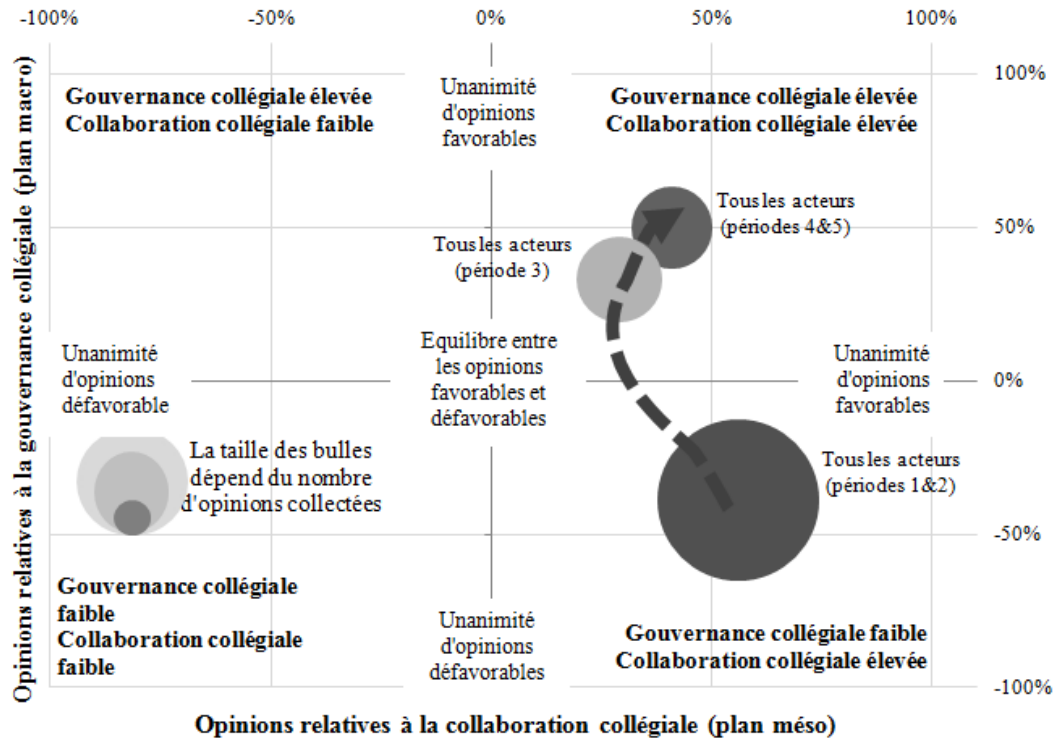 -100%
-50%
0%
50%
100%
Opinions relatives à la gouvernance collégiale (plan macro)
Gouvernance collégiale élevée
Collaboration collégiale faible
Unanimité
d'opinions
favorables
Gouvernance collégiale élevée
Collaboration collégiale élevée
100%
Tous les acteurs
(périodes 4&5)
50%
Tous les acteurs
(période 3)
Unanimité
d'opinions
défavorable
Equilibre entre
les opinions
favorables et
défavorables
Unanimité
d'opinions
favorables
0%
La taille des bulles
dépend du nombre
d'opinions collectées
Tous les acteurs
(périodes 1&2)
-50%
Gouvernance collégiale
faible
Collaboration collégiale
faible
Unanimité
d'opinions
défavorables
Gouvernance collégiale faible
Collaboration collégiale élevée
-100%
Opinions relatives à la collaboration collégiale (plan méso)